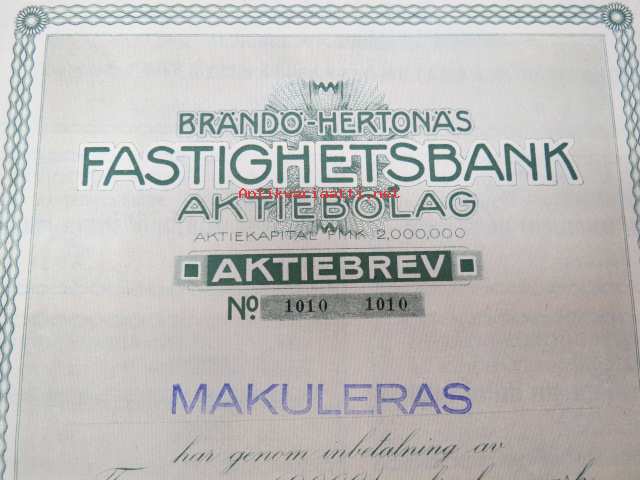 BRÄNDÖ-HERTONÄS
FASTIGHETSBANK
Antikvariaatti.net
AKTIEBOLAG
AKTIEKAPITAL FMK 2,000,000
AKTIEBREV
No. 1010 1010
MAKULERAS
har genom inbetalning av